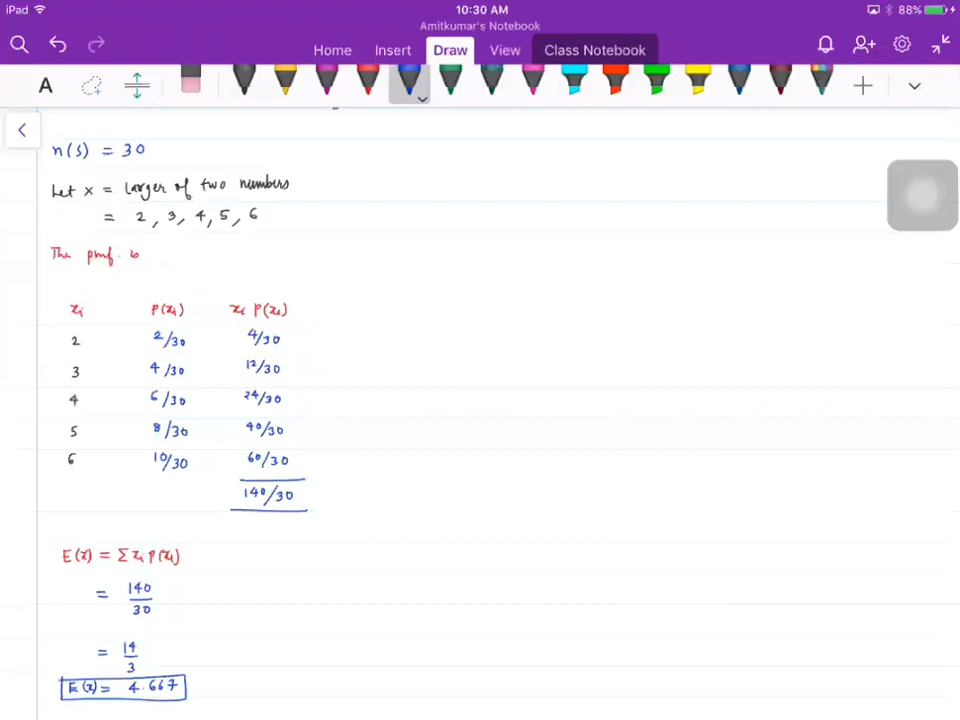 iPad 10:30 AM 88%
Amitkumar's Notebook
Home Insert Draw View Class Notebook
A
n(s) = 30
Let x = larger of two numbers
= 2, 3, 4, 5, 6
The pmf. is
xi P(xi) xi P(xi)
2 2/30 4/30
3 4/30 12/30
4 6/30 24/30
5 8/30 40/30
6 10/30 60/30
140/30
E(x) = Σ xi p(xi)
= 140/30
= 14/3
E(x) = 4.667